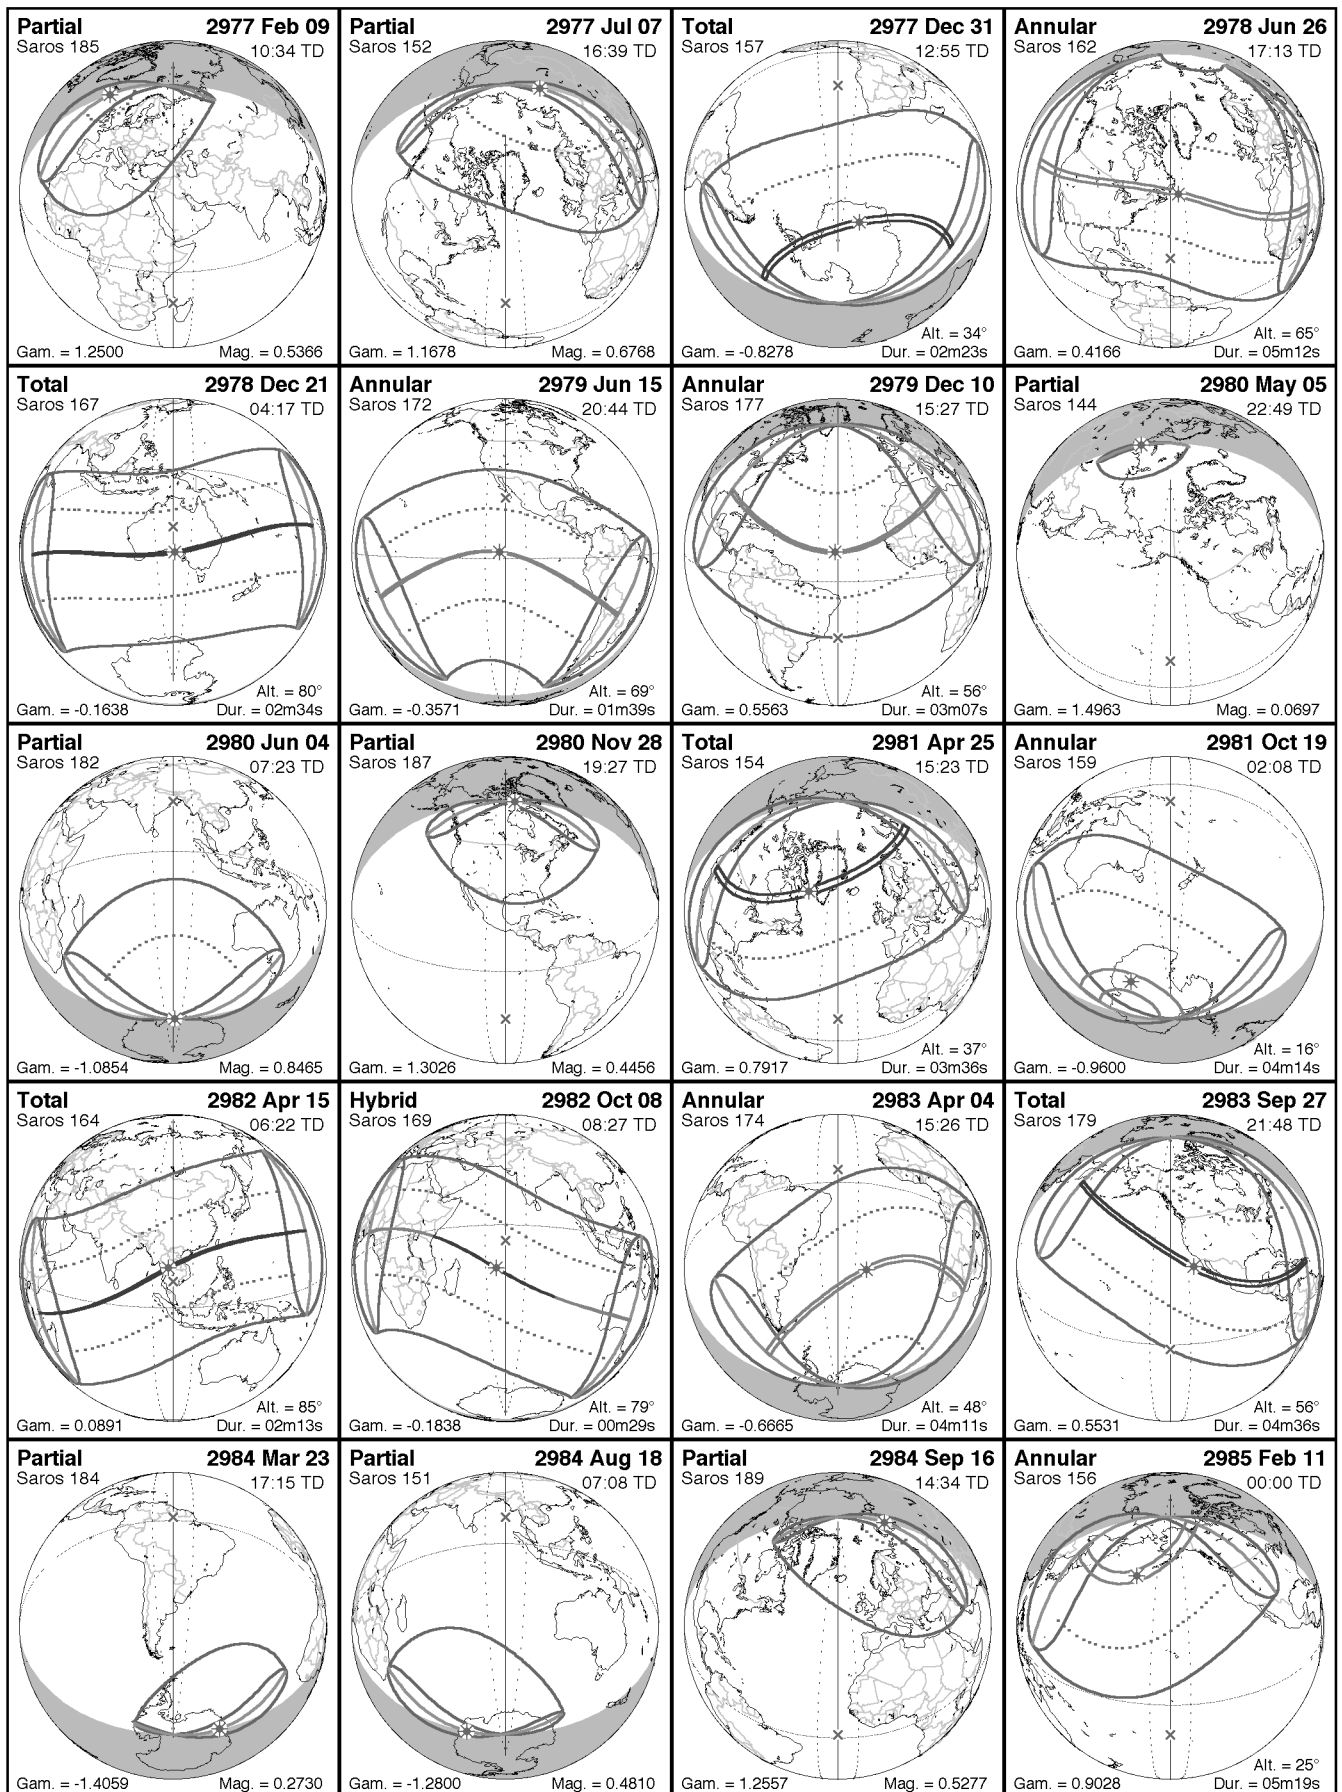 Partial 2977 Feb 09
Saros 185 10:34 TD
Gam. = 1.2500 Mag. = 0.5366
Partial 2977 Jul 07
Saros 152 16:39 TD
Gam. = 1.1678 Mag. = 0.6768
Total 2977 Dec 31
Saros 157 12:55 TD
Alt. = 34°
Gam. = -0.8278 Dur. = 02m23s
Annular 2978 Jun 26
Saros 162 17:13 TD
Alt. = 65°
Gam. = 0.4166 Dur. = 05m12s
Total 2978 Dec 21
Saros 167 04:17 TD
Alt. = 80°
Gam. = -0.1638 Dur. = 02m34s
Annular 2979 Jun 15
Saros 172 20:44 TD
Alt. = 69°
Gam. = -0.3571 Dur. = 01m39s
Annular 2979 Dec 10
Saros 177 15:27 TD
Alt. = 56°
Gam. = 0.5563 Dur. = 03m07s
Partial 2980 May 05
Saros 144 22:49 TD
Gam. = 1.4963 Mag. = 0.0697
Partial 2980 Jun 04
Saros 182 07:23 TD
Gam. = -1.0854 Mag. = 0.8465
Partial 2980 Nov 28
Saros 187 19:27 TD
Gam. = 1.3026 Mag. = 0.4456
Total 2981 Apr 25
Saros 154 15:23 TD
Alt. = 37°
Gam. = 0.7917 Dur. = 03m36s
Annular 2981 Oct 19
Saros 159 02:08 TD
Alt. = 16°
Gam. = -0.9600 Dur. = 04m14s
Total 2982 Apr 15
Saros 164 06:22 TD
Alt. = 85°
Gam. = 0.0891 Dur. = 02m13s
Hybrid 2982 Oct 08
Saros 169 08:27 TD
Alt. = 79°
Gam. = -0.1838 Dur. = 00m29s
Annular 2983 Apr 04
Saros 174 15:26 TD
Alt. = 48°
Gam. = -0.6665 Dur. = 04m11s
Total 2983 Sep 27
Saros 179 21:48 TD
Alt. = 56°
Gam. = 0.5531 Dur. = 04m36s
Partial 2984 Mar 23
Saros 184 17:15 TD
Gam. = -1.4059 Mag. = 0.2730
Partial 2984 Aug 18
Saros 151 07:08 TD
Gam. = -1.2800 Mag. = 0.4810
Partial 2984 Sep 16
Saros 189 14:34 TD
Gam. = 1.2557 Mag. = 0.5277
Annular 2985 Feb 11
Saros 156 00:00 TD
Alt. = 25°
Gam. = 0.9028 Dur. = 05m19s